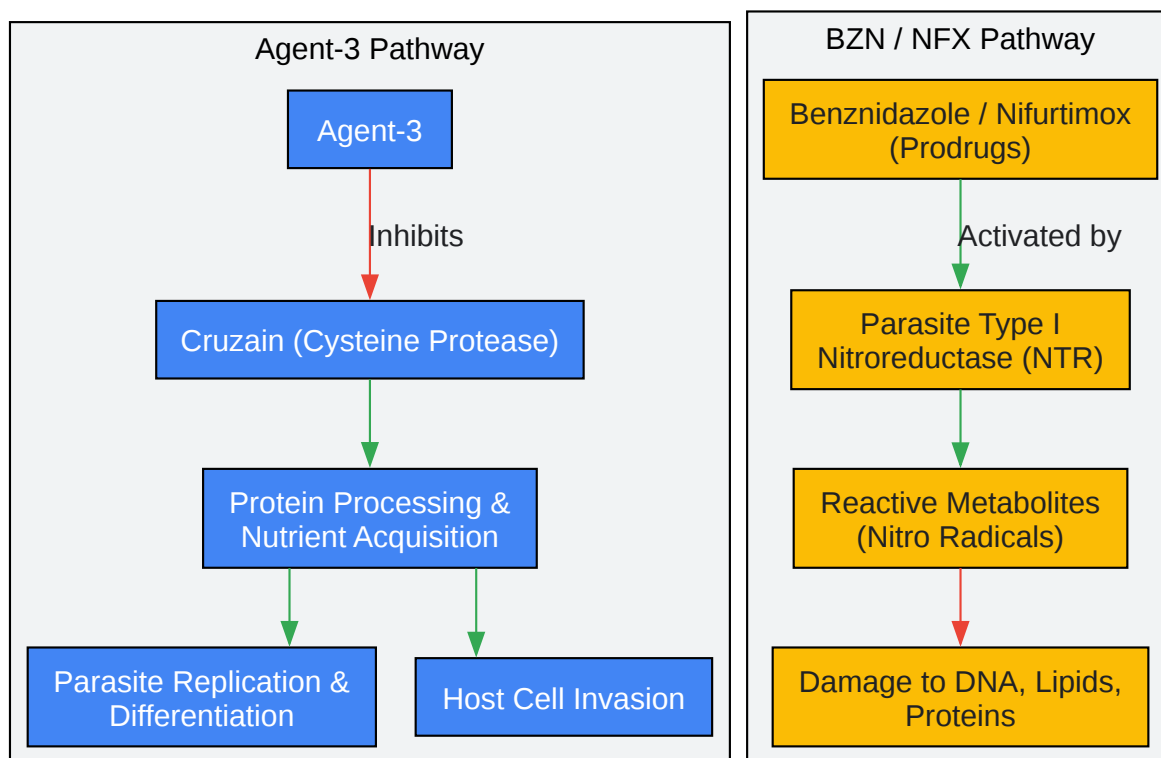 Agent-3 Pathway
Agent-3
Inhibits
Cruzain (Cysteine Protease)
Protein Processing &
Nutrient Acquisition
Parasite Replication &
Differentiation
Host Cell Invasion
BZN / NFX Pathway
Benznidazole / Nifurtimox
(Prodrugs)
Activated by
Parasite Type I
Nitroreductase (NTR)
Reactive Metabolites
(Nitro Radicals)
Damage to DNA, Lipids,
Proteins